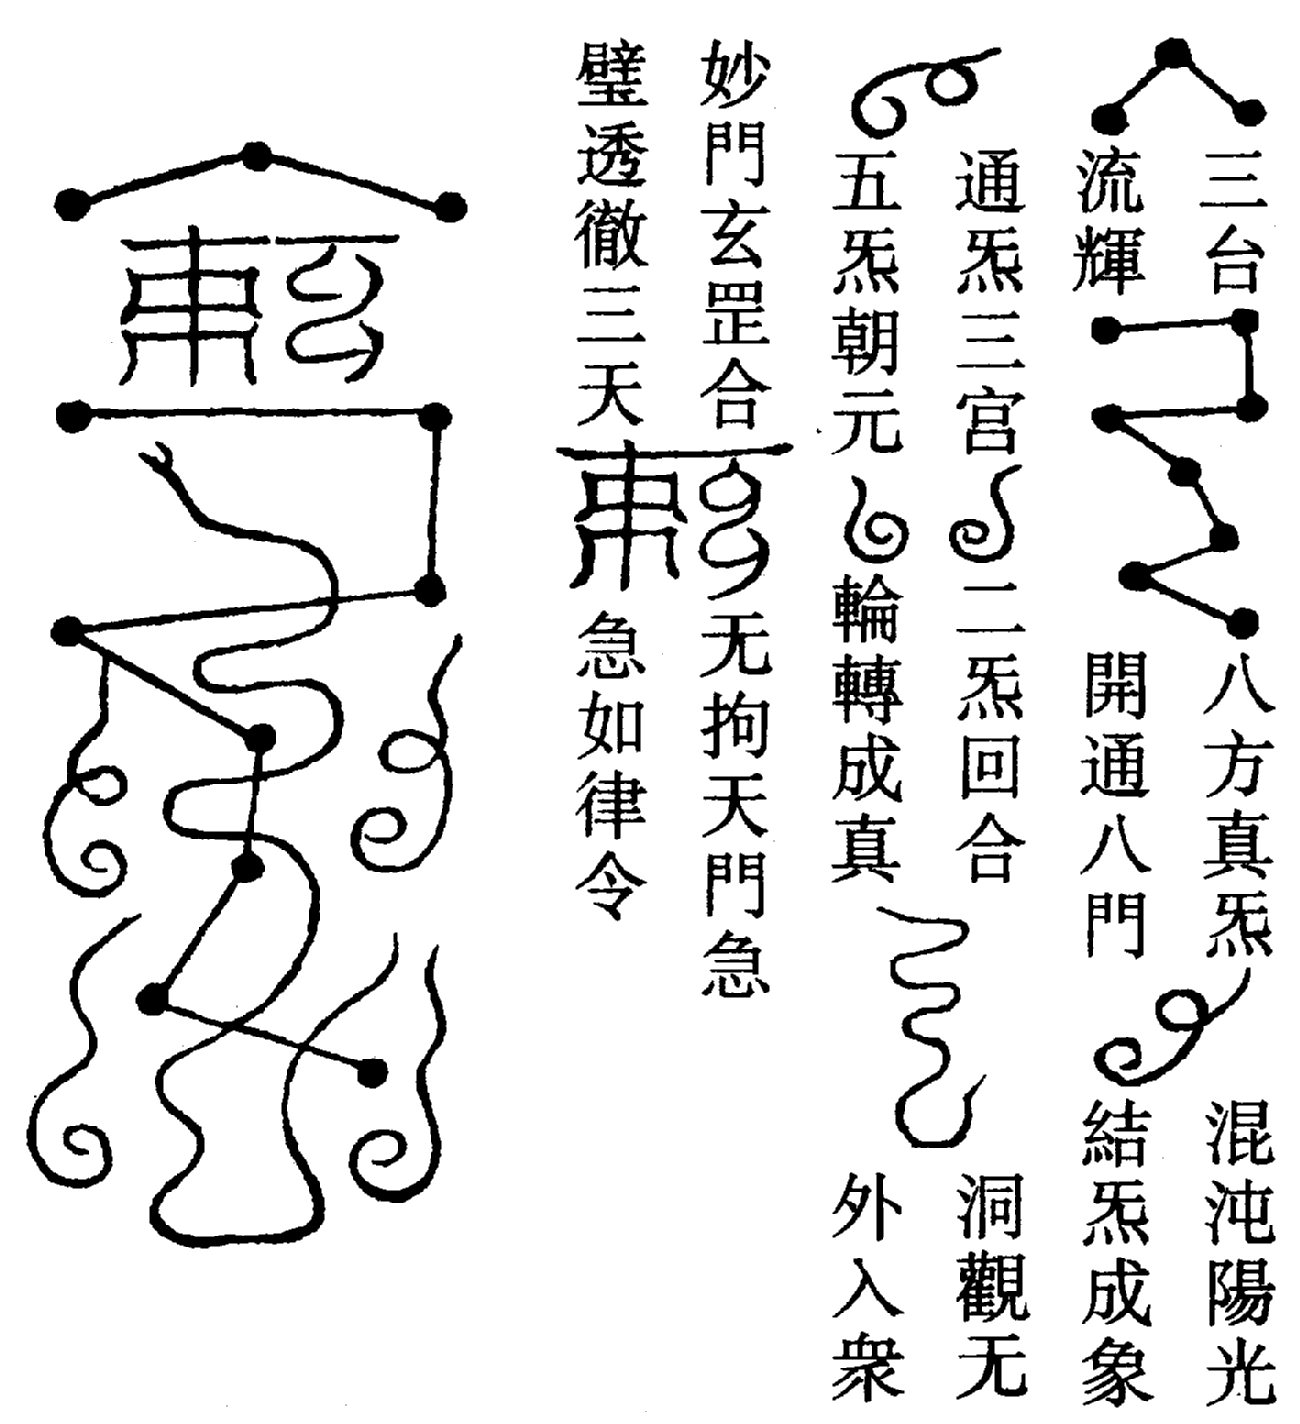 三台
流輝
八方真炁
開通八門
混沌陽光
結炁成象
通炁三宫
五炁朝元
二炁回合
輪轉成真
洞觀无
外入衆
妙門玄罡合
璧透徹三天
无拘天門急
急如律令